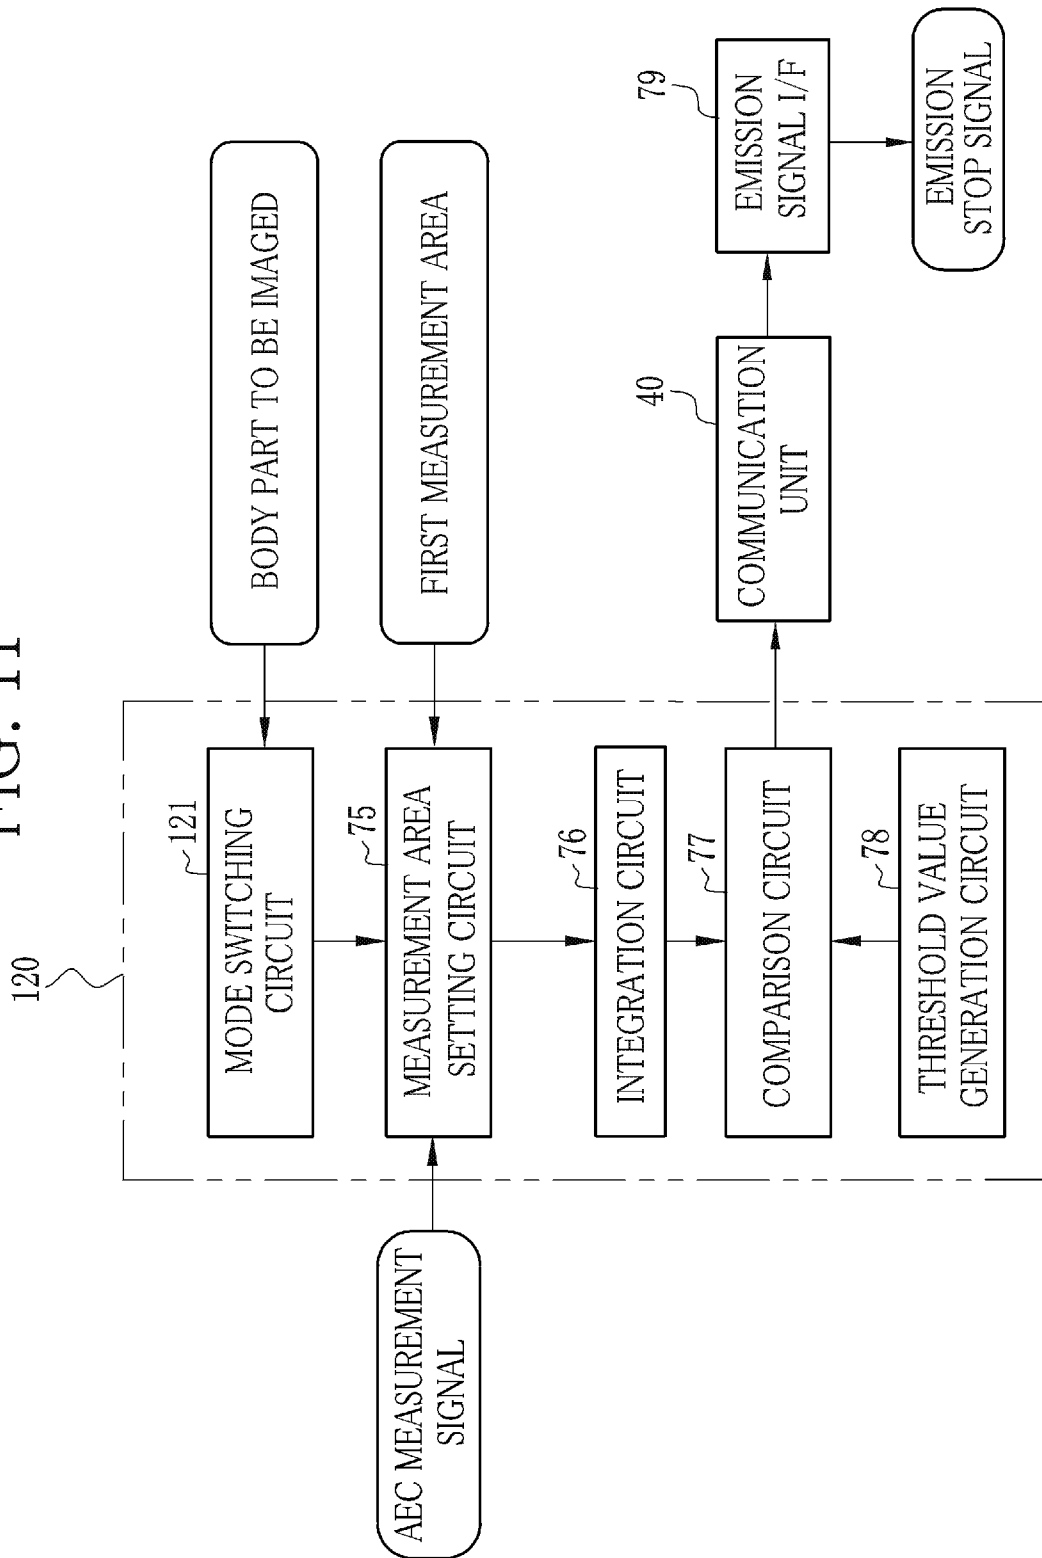 FIG. 11
120
121
MODE SWITCHING
CIRCUIT
BODY PART TO BE IMAGED
75
MEASUREMENT AREA
SETTING CIRCUIT
FIRST MEASUREMENT AREA
AEC MEASUREMENT
SIGNAL
76
INTEGRATION CIRCUIT
77
COMPARISON CIRCUIT
78
THRESHOLD VALUE
GENERATION CIRCUIT
40
COMMUNICATION
UNIT
79
EMISSION
SIGNAL I/F
EMISSION
STOP SIGNAL